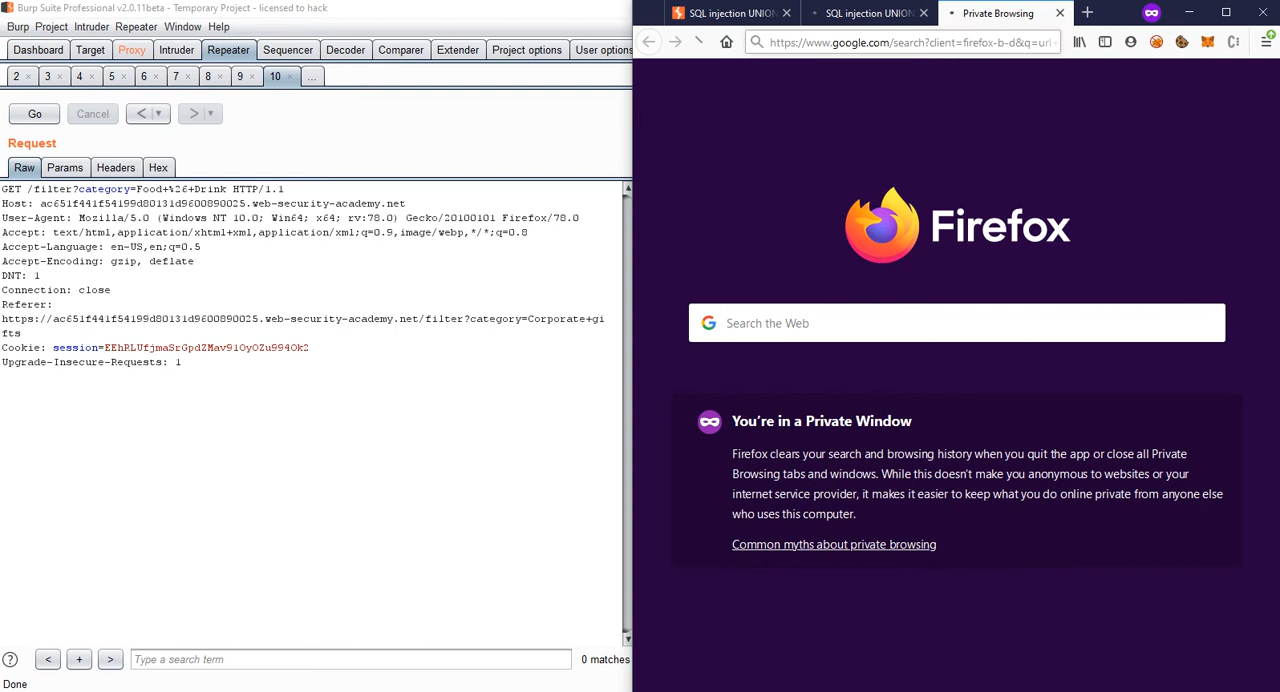 Burp Suite Professional v2.0.11beta - Temporary Project - licensed to hack
Burp Project Intruder Repeater Window Help
Dashboard Target Proxy Intruder Repeater Sequencer Decoder Comparer Extender Project options User options
2 × 3 × 4 × 5 × 6 × 7 × 8 × 9 × 10 × ...
Go Cancel < ▼ > ▼
Request
Raw Params Headers Hex
GET /filter?category=Food+%26+Drink HTTP/1.1
Host: ac651f441f54199d80131d9600890025.web-security-academy.net
User-Agent: Mozilla/5.0 (Windows NT 10.0; Win64; x64; rv:78.0) Gecko/20100101 Firefox/78.0
Accept: text/html,application/xhtml+xml,application/xml;q=0.9,image/webp,*/*;q=0.8
Accept-Language: en-US,en;q=0.5
Accept-Encoding: gzip, deflate
DNT: 1
Connection: close
Referer:
https://ac651f441f54199d80131d9600890025.web-security-academy.net/filter?category=Corporate+gi
fts
Cookie: session=EEhRLUfjmaSrGpdZMav91OyOZu994Ok2
Upgrade-Insecure-Requests: 1
? < + > Type a search term 0 matches
Done
SQL injection UNION × SQL injection UNION × Private Browsing × +
https://www.google.com/search?client=firefox-b-d&q=url+
Firefox
Search the Web
You're in a Private Window
Firefox clears your search and browsing history when you quit the app or close all Private
Browsing tabs and windows. While this doesn't make you anonymous to websites or your
internet service provider, it makes it easier to keep what you do online private from anyone else
who uses this computer.
Common myths about private browsing